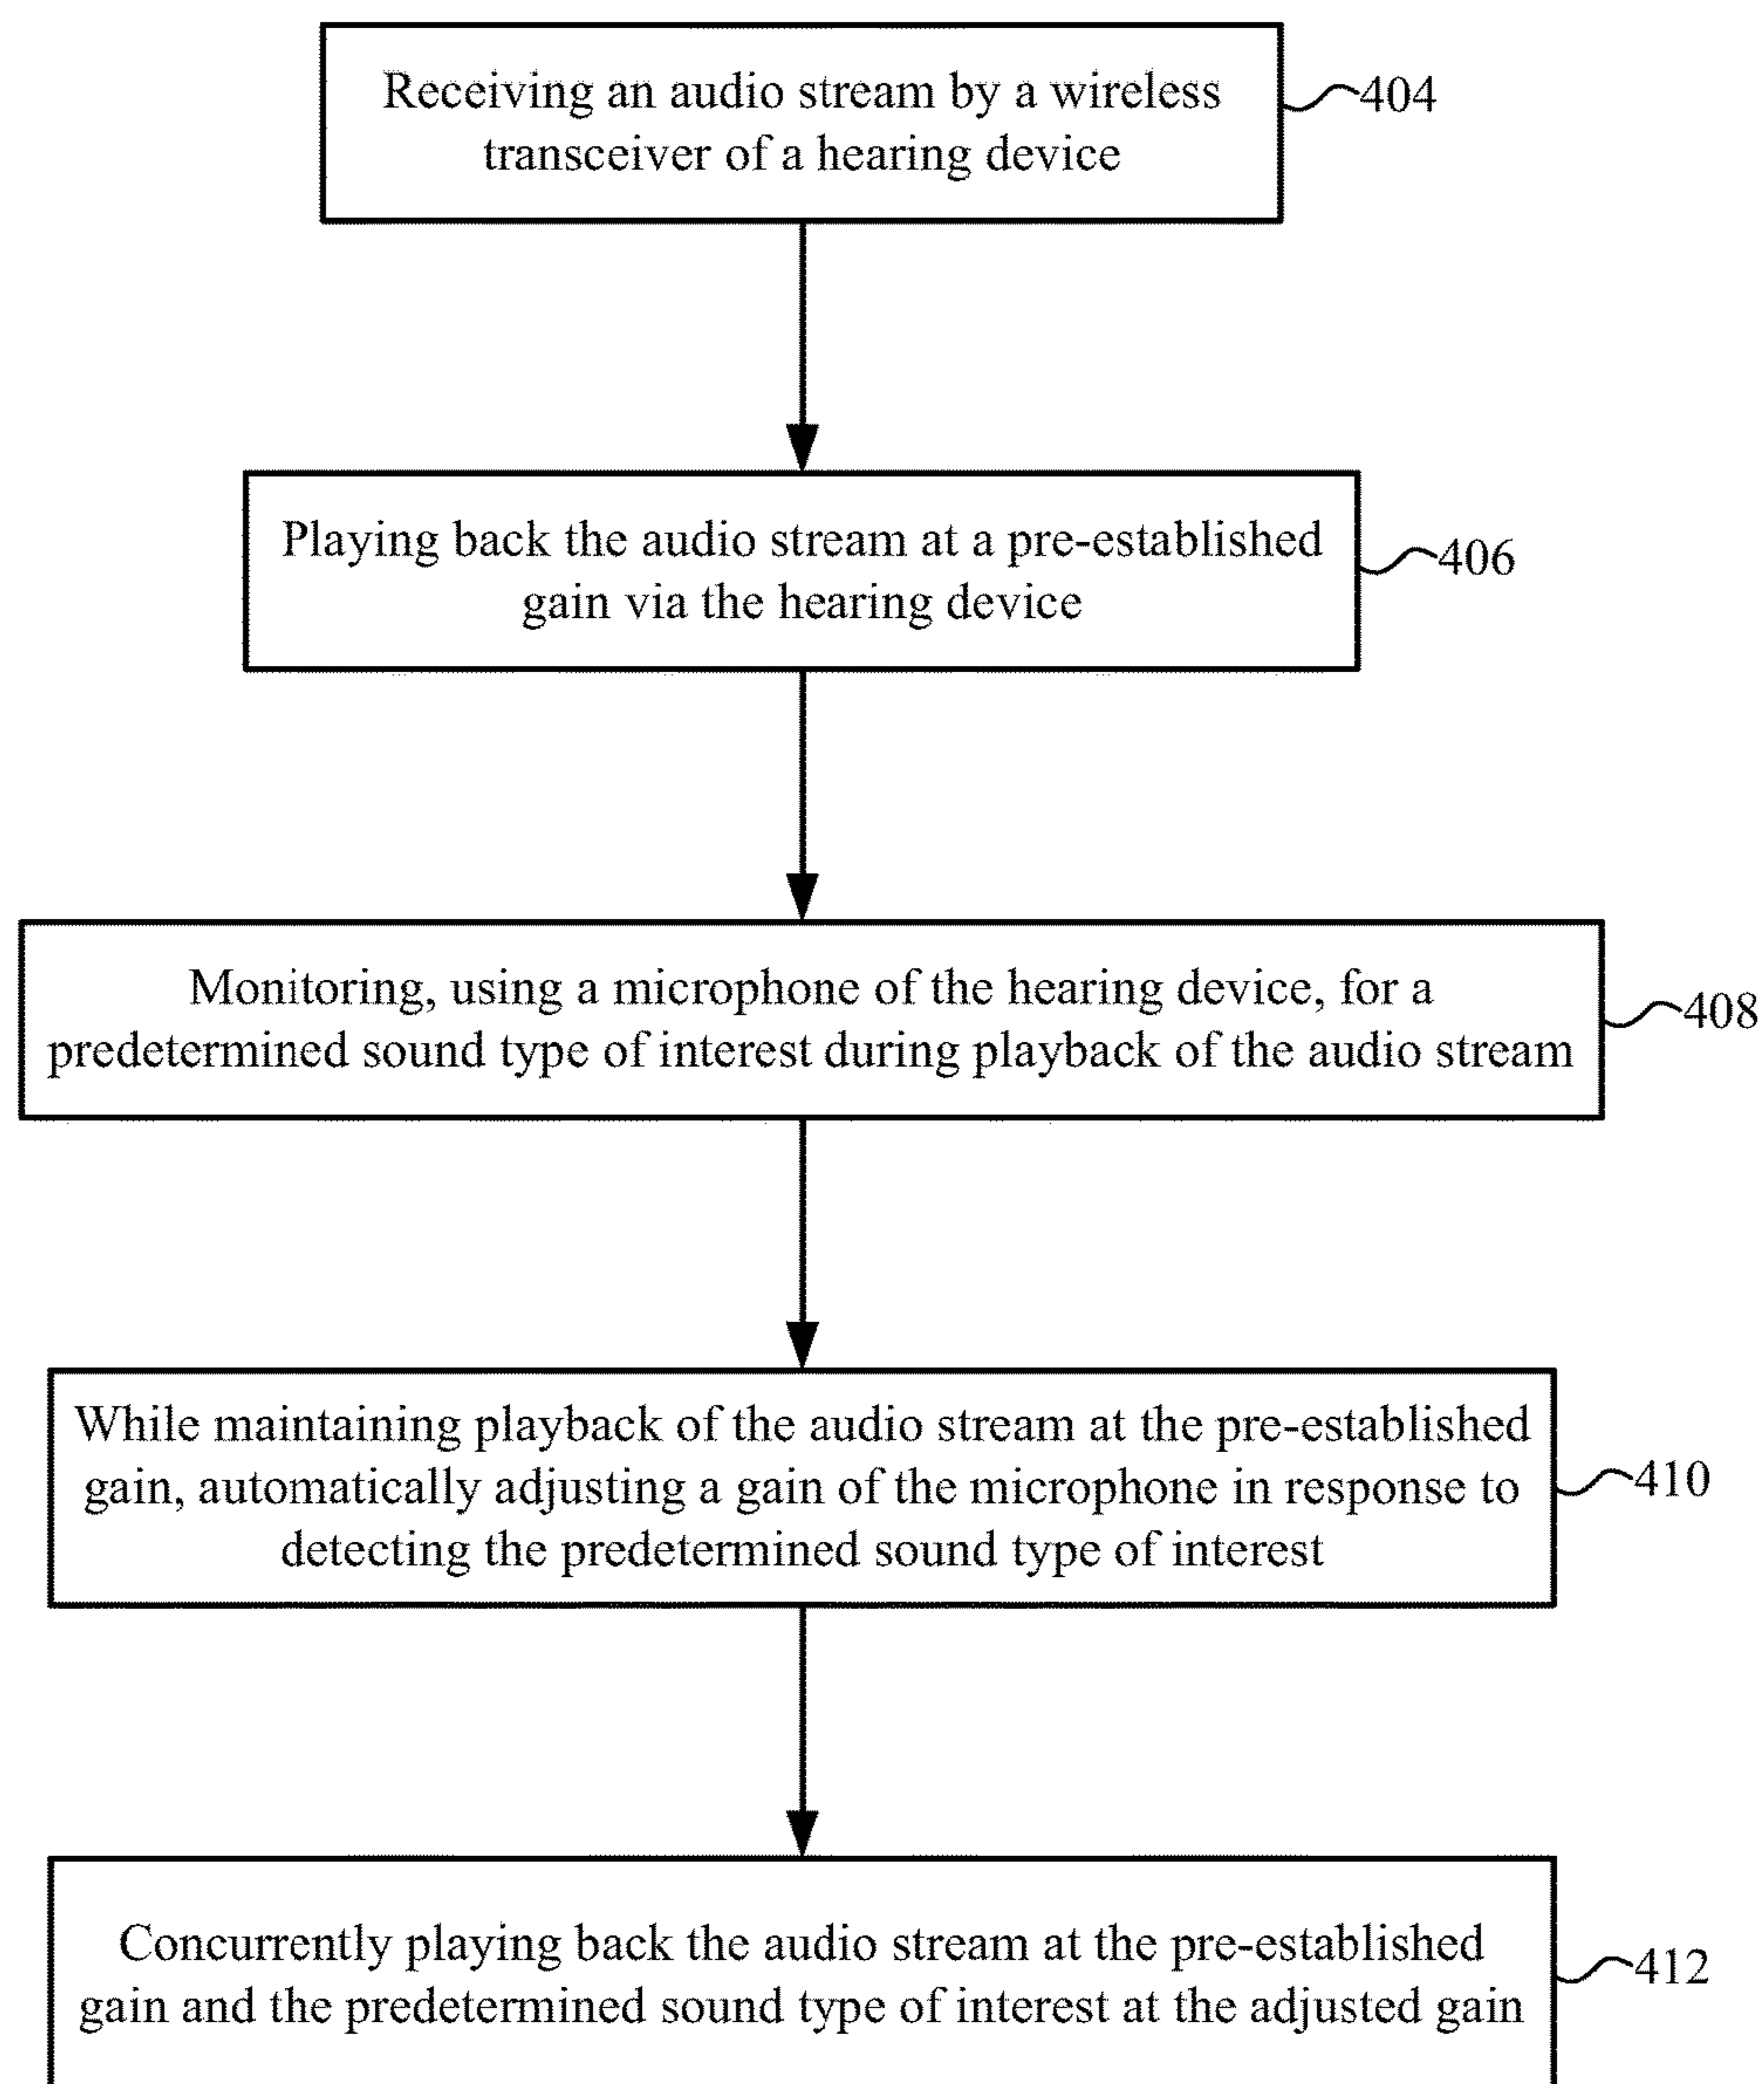 Receiving an audio stream by a wireless
transceiver of a hearing device
404
Playing back the audio stream at a pre-established
gain via the hearing device
406
Monitoring, using a microphone of the hearing device, for a
predetermined sound type of interest during playback of the audio stream
408
While maintaining playback of the audio stream at the pre-established
gain, automatically adjusting a gain of the microphone in response to
detecting the predetermined sound type of interest
410
Concurrently playing back the audio stream at the pre-established
gain and the predetermined sound type of interest at the adjusted gain
412